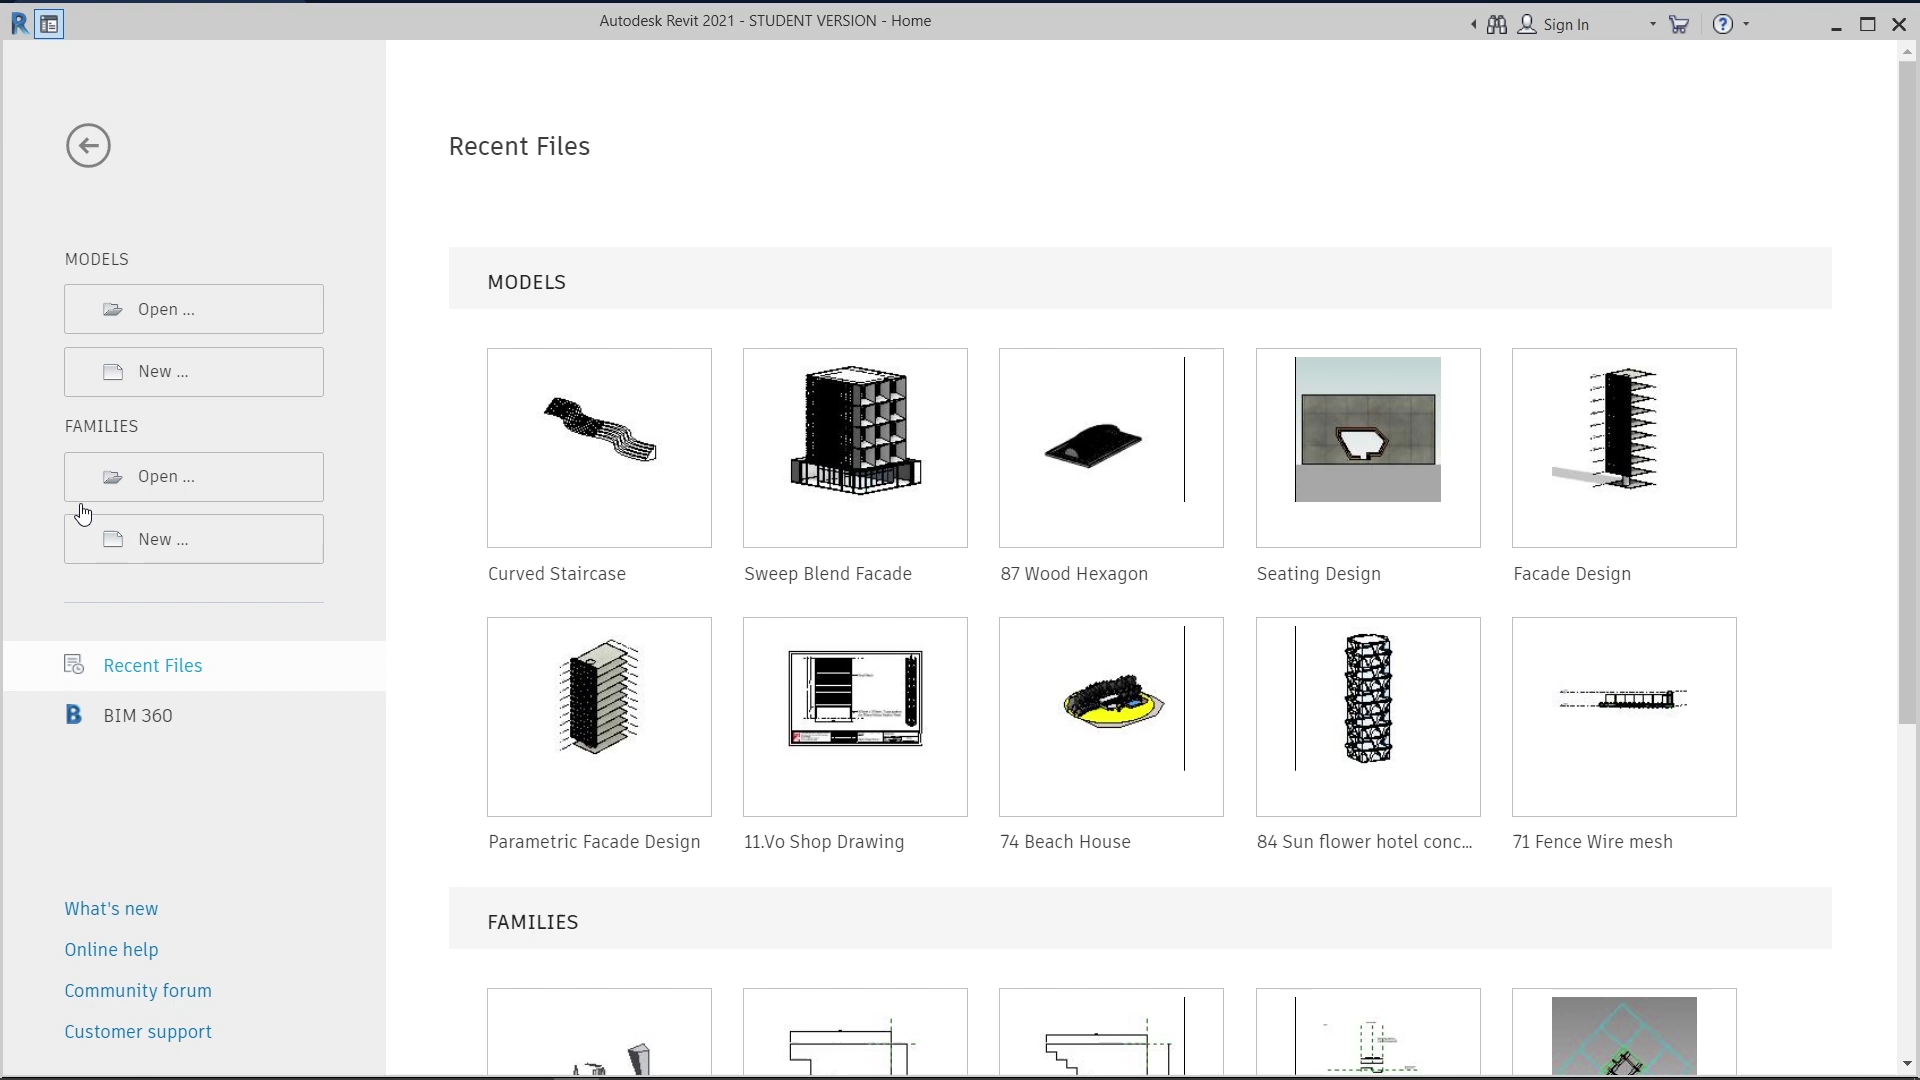 Autodesk Revit 2021 - STUDENT VERSION - Home
Sign In
Recent Files
MODELS
Open ...
New ...
FAMILIES
Open ...
New ...
Recent Files
BIM 360
What's new
Online help
Community forum
Customer support
MODELS
Curved Staircase
Sweep Blend Facade
87 Wood Hexagon
Seating Design
Facade Design
Parametric Facade Design
11.Vo Shop Drawing
74 Beach House
84 Sun flower hotel conc...
71 Fence Wire mesh
FAMILIES